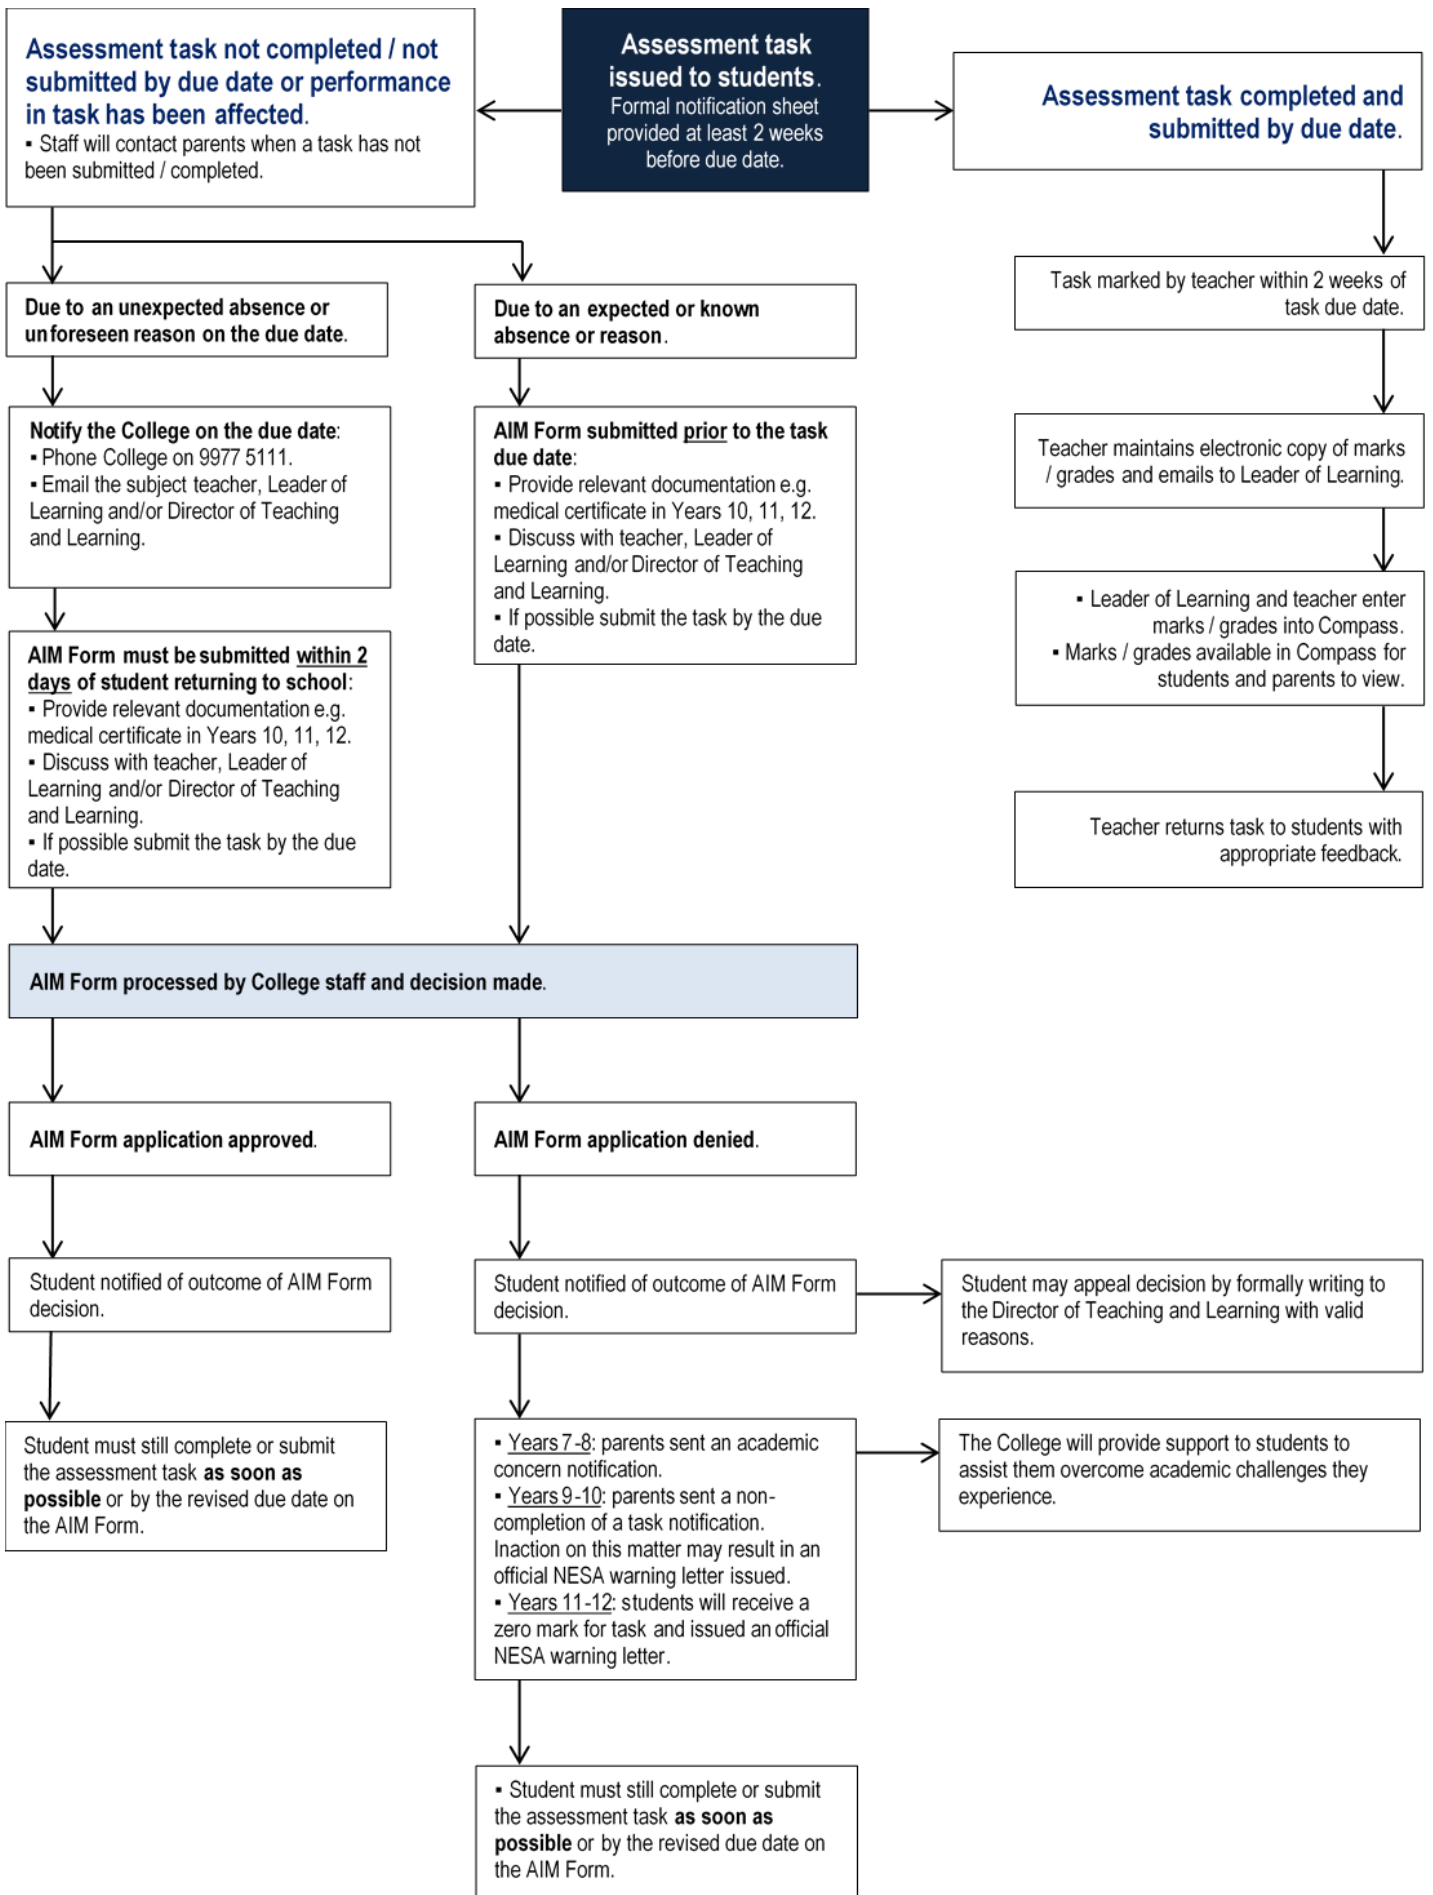 Assessment task not completed / not
submitted by due date or performance
in task has been affected.
▪ Staff will contact parents when a task has not
been submitted / completed.
Assessment task
issued to students.
Formal notification sheet
provided at least 2 weeks
before due date.
Assessment task completed and
submitted by due date.
Due to an unexpected absence or
unforeseen reason on the due date.
Due to an expected or known
absence or reason.
Task marked by teacher within 2 weeks of
task due date.
Notify the College on the due date:
▪ Phone College on 9977 5111.
▪ Email the subject teacher, Leader of
Learning and/or Director of Teaching
and Learning.
AIM Form submitted prior to the task
due date:
▪ Provide relevant documentation e.g.
medical certificate in Years 10, 11, 12.
▪ Discuss with teacher, Leader of
Learning and/or Director of Teaching
and Learning.
▪ If possible submit the task by the due
date.
Teacher maintains electronic copy of marks
/ grades and emails to Leader of Learning.
▪ Leader of Learning and teacher enter
marks / grades into Compass.
▪ Marks / grades available in Compass for
students and parents to view.
AIM Form must be submitted within 2
days of student returning to school:
▪ Provide relevant documentation e.g.
medical certificate in Years 10, 11, 12.
▪ Discuss with teacher, Leader of
Learning and/or Director of Teaching
and Learning.
▪ If possible submit the task by the due
date.
Teacher returns task to students with
appropriate feedback.
AIM Form processed by College staff and decision made.
AIM Form application approved.
AIM Form application denied.
Student notified of outcome of AIM Form
decision.
Student notified of outcome of AIM Form
decision.
Student may appeal decision by formally writing to
the Director of Teaching and Learning with valid
reasons.
Student must still complete or submit
the assessment task as soon as
possible or by the revised due date on
the AIM Form.
▪ Years 7-8: parents sent an academic
concern notification.
▪ Years 9-10: parents sent a non-
completion of a task notification.
Inaction on this matter may result in an
official NESA warning letter issued.
▪ Years 11-12: students will receive a
zero mark for task and issued an official
NESA warning letter.
The College will provide support to students to
assist them overcome academic challenges they
experience.
▪ Student must still complete or submit
the assessment task as soon as
possible or by the revised due date on
the AIM Form.